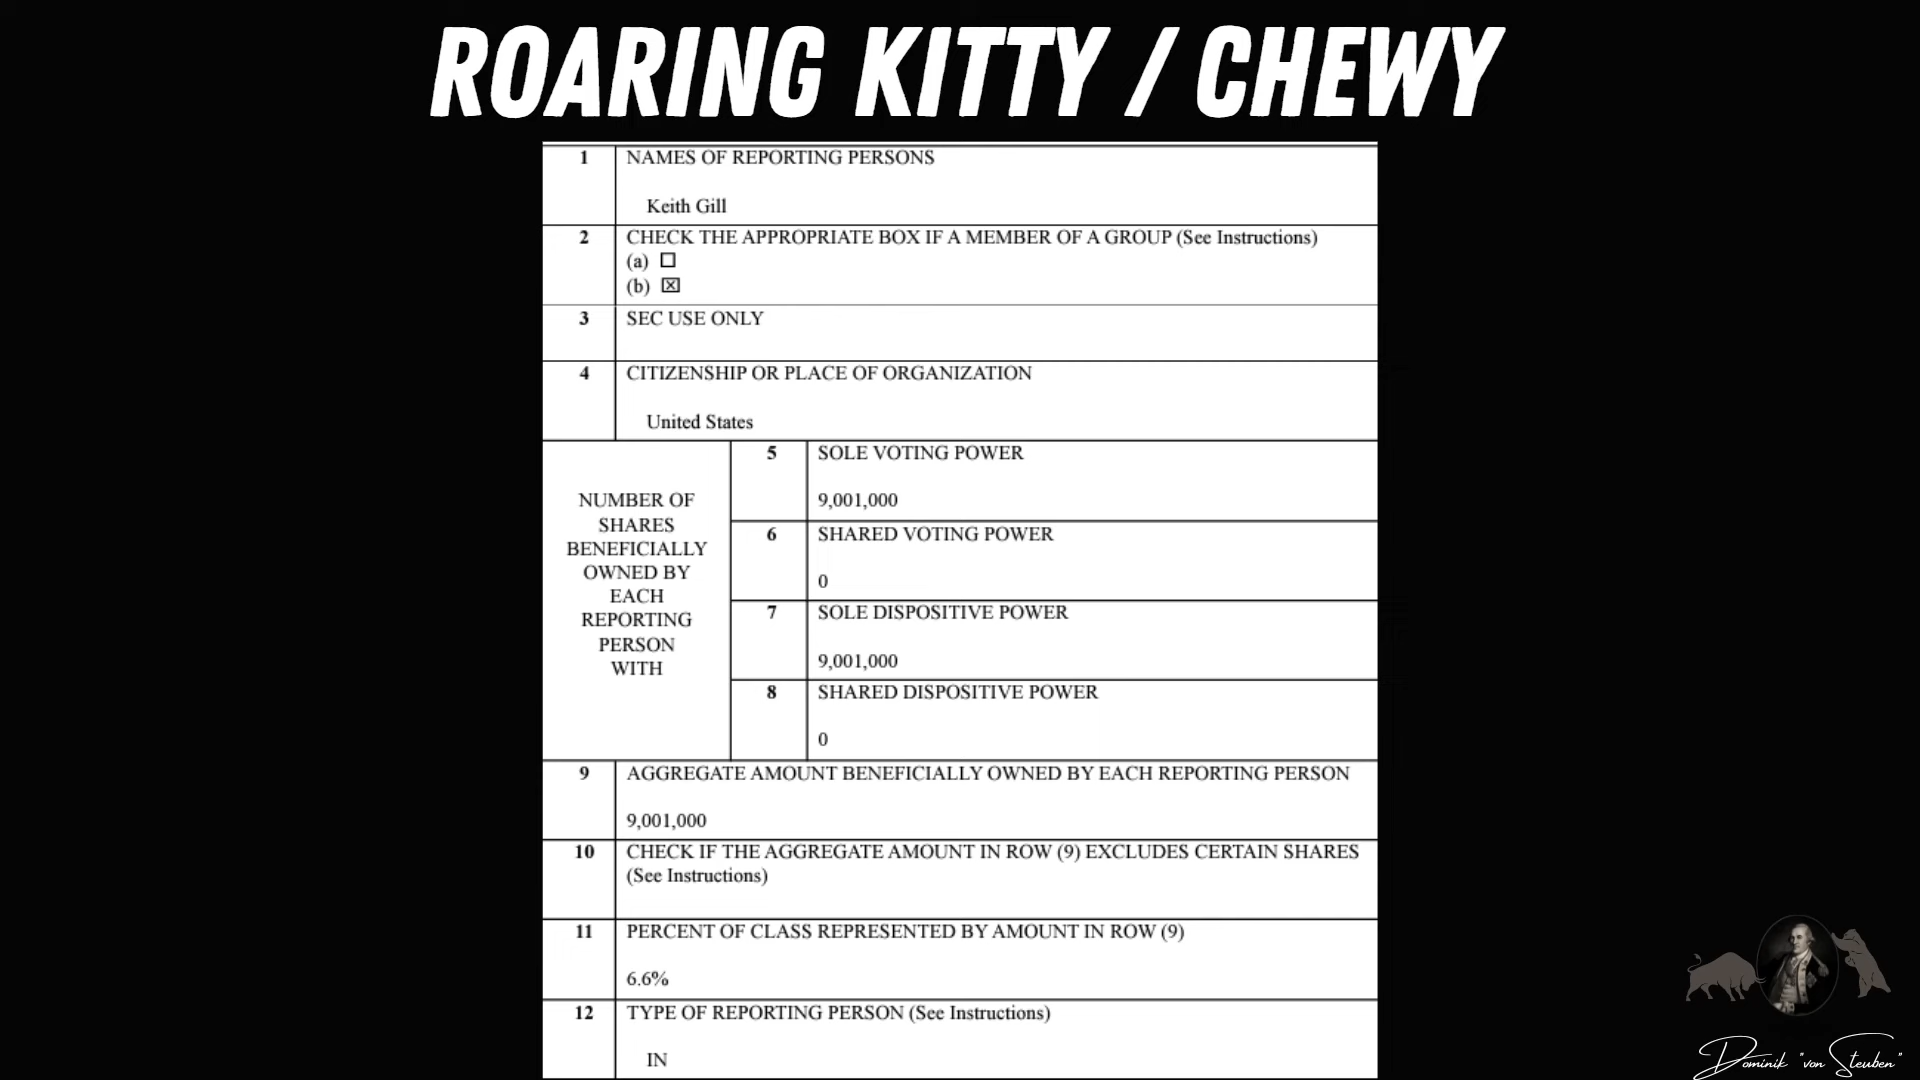 ROARING KITTY / CHEWY
1 NAMES OF REPORTING PERSONS
Keith Gill
2 CHECK THE APPROPRIATE BOX IF A MEMBER OF A GROUP (See Instructions)
(a) ☐
(b) ☒
3 SEC USE ONLY
4 CITIZENSHIP OR PLACE OF ORGANIZATION
United States
NUMBER OF
SHARES
BENEFICIALLY
OWNED BY
EACH
REPORTING
PERSON
WITH
5 SOLE VOTING POWER
9,001,000
6 SHARED VOTING POWER
0
7 SOLE DISPOSITIVE POWER
9,001,000
8 SHARED DISPOSITIVE POWER
0
9 AGGREGATE AMOUNT BENEFICIALLY OWNED BY EACH REPORTING PERSON
9,001,000
10 CHECK IF THE AGGREGATE AMOUNT IN ROW (9) EXCLUDES CERTAIN SHARES
(See Instructions)
11 PERCENT OF CLASS REPRESENTED BY AMOUNT IN ROW (9)
6.6%
12 TYPE OF REPORTING PERSON (See Instructions)
IN
Dominik "von Steuben"